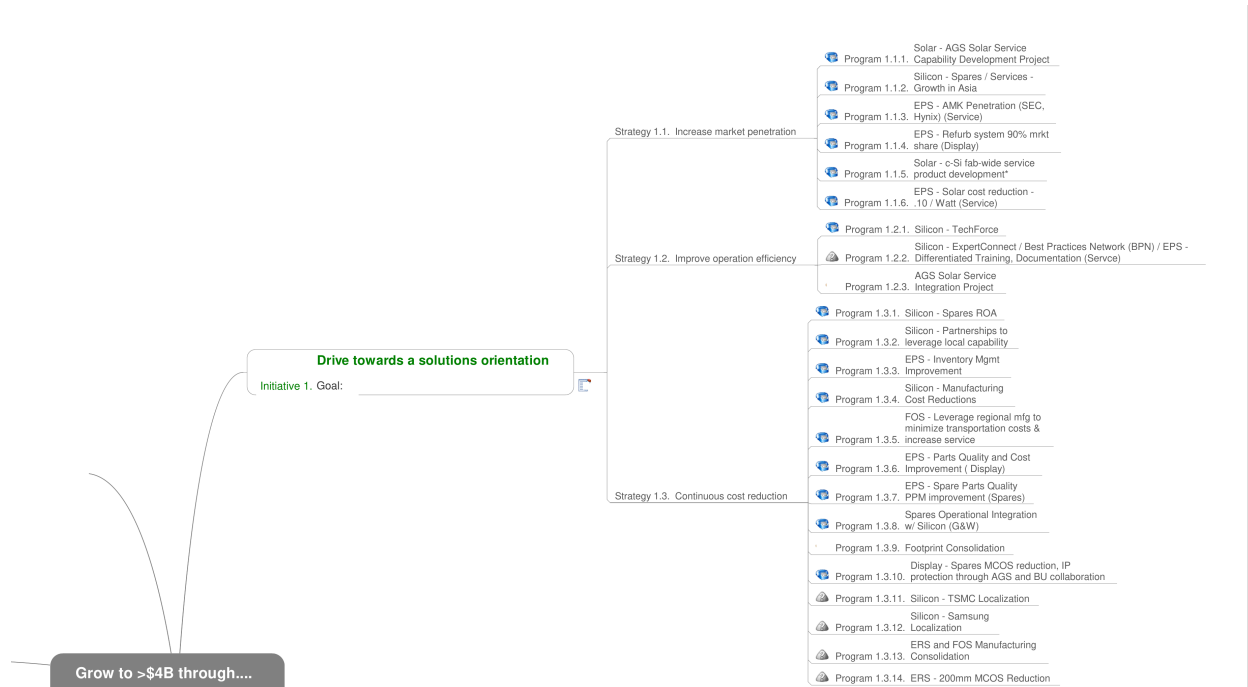 Solar - AGS Solar Service
Program 1.1.1. Capability Development Project
Silicon - Spares / Services -
Program 1.1.2. Growth in Asia
EPS - AMK Penetration (SEC,
Program 1.1.3. Hynix) (Service)
Strategy 1.1. Increase market penetration
EPS - Refurb system 90% mrkt
Program 1.1.4. share (Display)
Solar - c-Si fab-wide service
Program 1.1.5. product development*
EPS - Solar cost reduction -
Program 1.1.6. .10 / Watt (Service)
Program 1.2.1. Silicon - TechForce
Strategy 1.2. Improve operation efficiency
Silicon - ExpertConnect / Best Practices Network (BPN) / EPS -
Program 1.2.2. Differentiated Training, Documentation (Servce)
AGS Solar Service
Program 1.2.3. Integration Project
Drive towards a solutions orientation
Initiative 1. Goal:
Program 1.3.1. Silicon - Spares ROA
Silicon - Partnerships to
Program 1.3.2. leverage local capability
EPS - Inventory Mgmt
Program 1.3.3. Improvement
Silicon - Manufacturing
Program 1.3.4. Cost Reductions
FOS - Leverage regional mfg to
minimize transportation costs &
Program 1.3.5. increase service
EPS - Parts Quality and Cost
Program 1.3.6. Improvement ( Display)
Strategy 1.3. Continuous cost reduction
EPS - Spare Parts Quality
Program 1.3.7. PPM improvement (Spares)
Spares Operational Integration
Program 1.3.8. w/ Silicon (G&W)
Program 1.3.9. Footprint Consolidation
Display - Spares MCOS reduction, IP
Program 1.3.10. protection through AGS and BU collaboration
Program 1.3.11. Silicon - TSMC Localization
Silicon - Samsung
Program 1.3.12. Localization
ERS and FOS Manufacturing
Program 1.3.13. Consolidation
Program 1.3.14. ERS - 200mm MCOS Reduction
Grow to >$4B through....